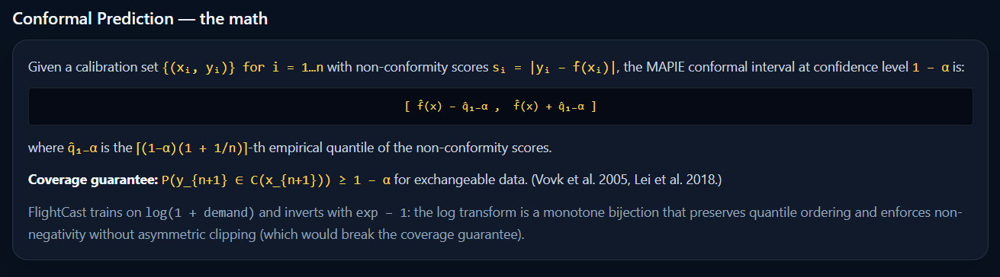 Conformal Prediction — the math
Given a calibration set {(xᵢ, yᵢ)} for i = 1…n with non-conformity scores sᵢ = |yᵢ − f̂(xᵢ)|, the MAPIE conformal interval at confidence level 1 − α is:
[ f̂(x) − q̂₁₋α , f̂(x) + q̂₁₋α ]
where q̂₁₋α is the ⌈(1−α)(1 + 1/n)⌉-th empirical quantile of the non-conformity scores.
Coverage guarantee: P(y_{n+1} ∈ C(x_{n+1})) ≥ 1 − α for exchangeable data. (Vovk et al. 2005, Lei et al. 2018.)
FlightCast trains on log(1 + demand) and inverts with exp − 1: the log transform is a monotone bijection that preserves quantile ordering and enforces non-
negativity without asymmetric clipping (which would break the coverage guarantee).